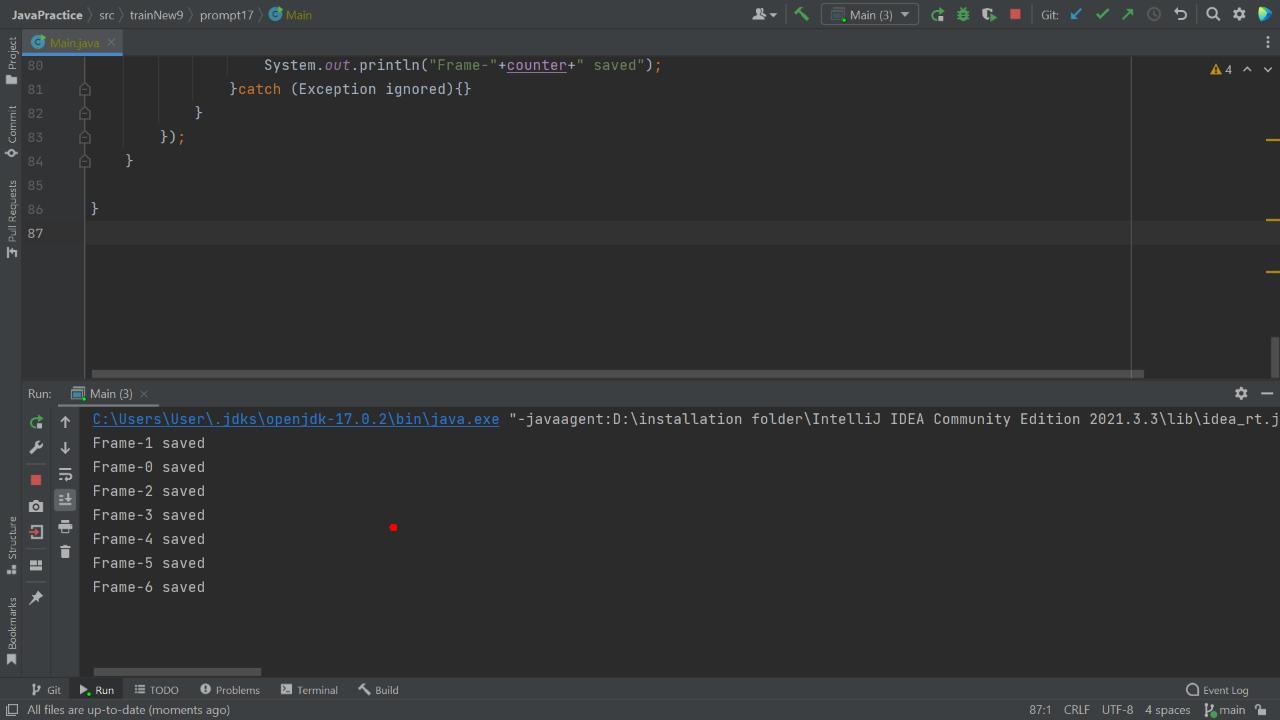 JavaPractice src trainNew9 prompt17 Main Main (3) Git:
Main.java
80 System.out.println("Frame-"+counter+" saved");
4
81 }catch (Exception ignored){}
82 }
83 });
84 }
85
86 }
87
Project
Commit
Pull Requests
Structure
Bookmarks
Run: Main (3)
C:\Users\User\.jdks\openjdk-17.0.2\bin\java.exe "-javaagent:D:\installation folder\IntelliJ IDEA Community Edition 2021.3.3\lib\idea_rt.j
Frame-1 saved
Frame-0 saved
Frame-2 saved
Frame-3 saved
Frame-4 saved
Frame-5 saved
Frame-6 saved
Git Run TODO Problems Terminal Build Event Log
All files are up-to-date (moments ago) 87:1 CRLF UTF-8 4 spaces main